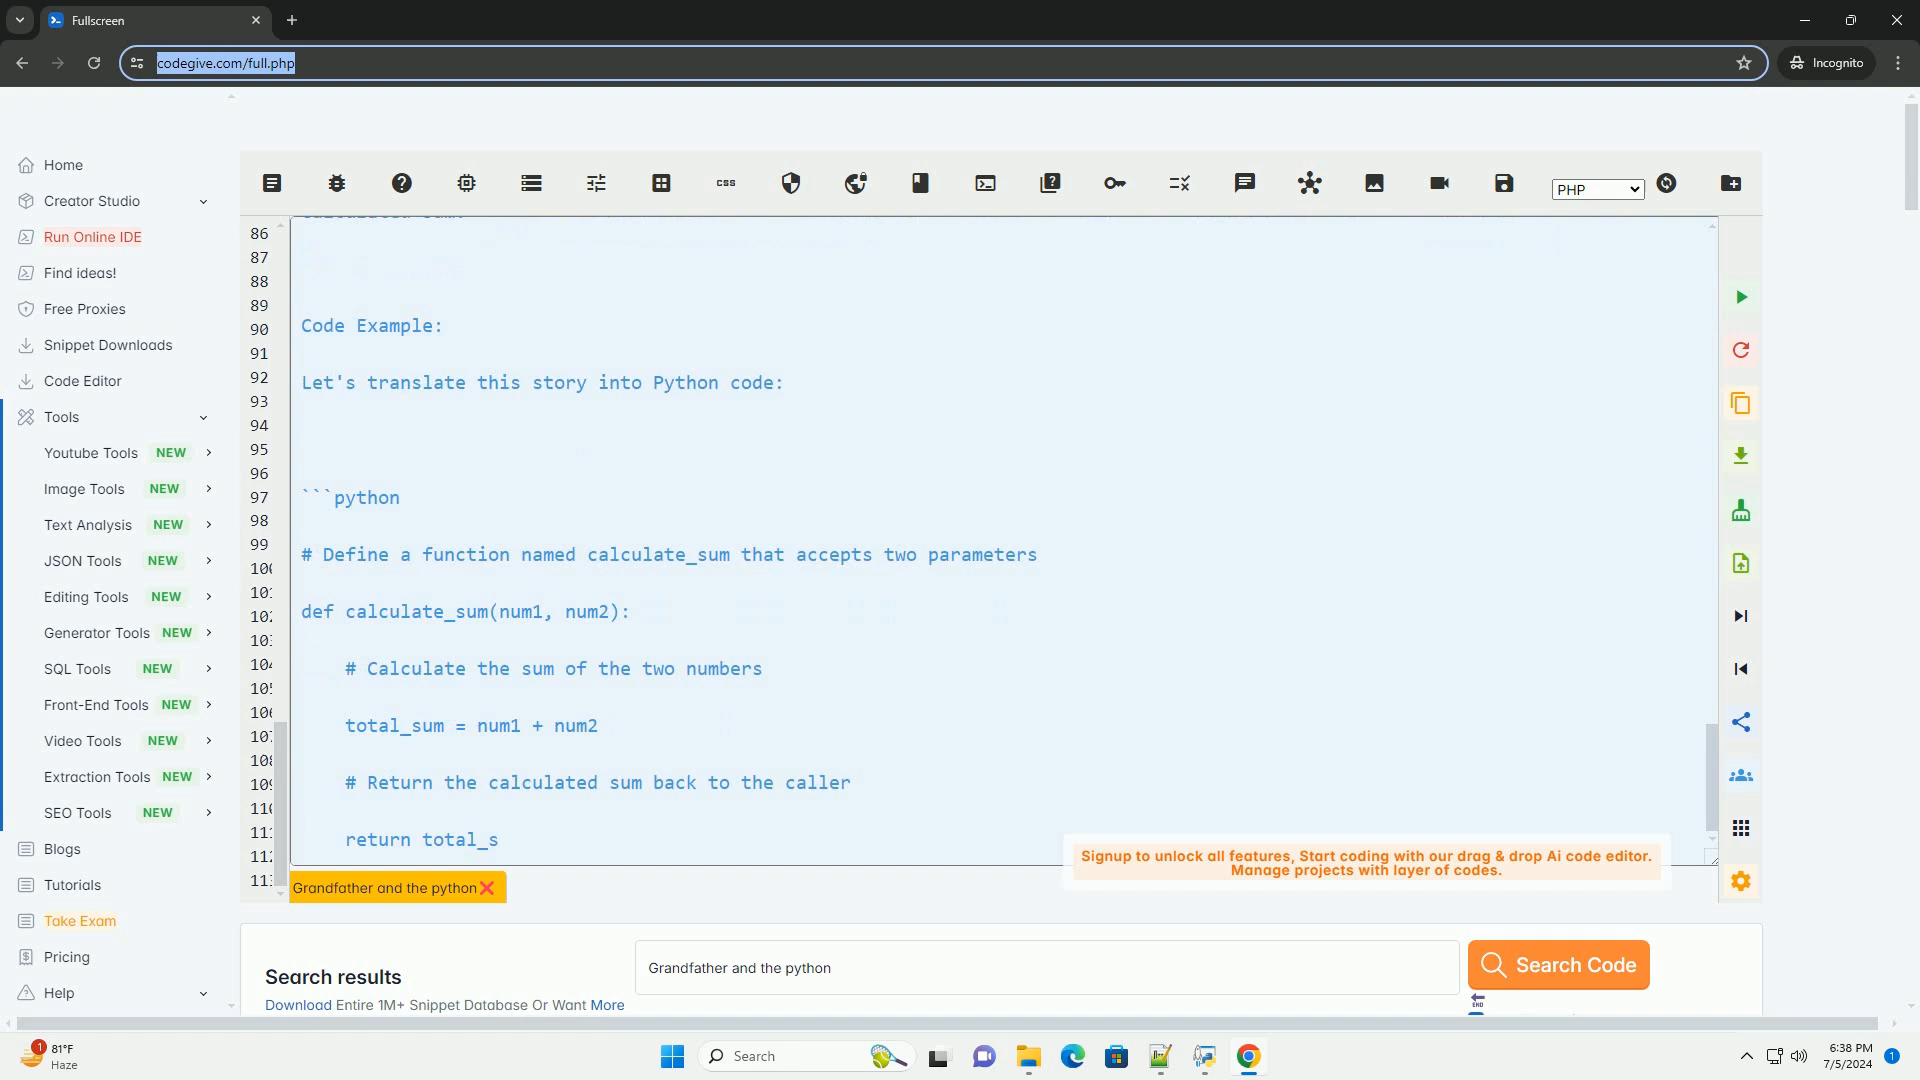 Fullscreen
codegive.com/full.php
Incognito
Home
Creator Studio
Run Online IDE
Find ideas!
Free Proxies
Snippet Downloads
Code Editor
Tools
Youtube Tools NEW
Image Tools NEW
Text Analysis NEW
JSON Tools NEW
Editing Tools NEW
Generator Tools NEW
SQL Tools NEW
Front-End Tools NEW
Video Tools NEW
Extraction Tools NEW
SEO Tools NEW
Blogs
Tutorials
Take Exam
Pricing
Help
css
PHP
86
87
88
89
90
91
92
93
94
95
96
97
98
99
Code Example:
Let's translate this story into Python code:
```python
# Define a function named calculate_sum that accepts two parameters
def calculate_sum(num1, num2):
# Calculate the sum of the two numbers
total_sum = num1 + num2
# Return the calculated sum back to the caller
return total_s
Signup to unlock all features, Start coding with our drag & drop Ai code editor.
Manage projects with layer of codes.
Grandfather and the python
Search results
Download Entire 1M+ Snippet Database Or Want More
Grandfather and the python
Search Code
END
1
81°F
Haze
Search
6:38 PM
7/5/2024
1